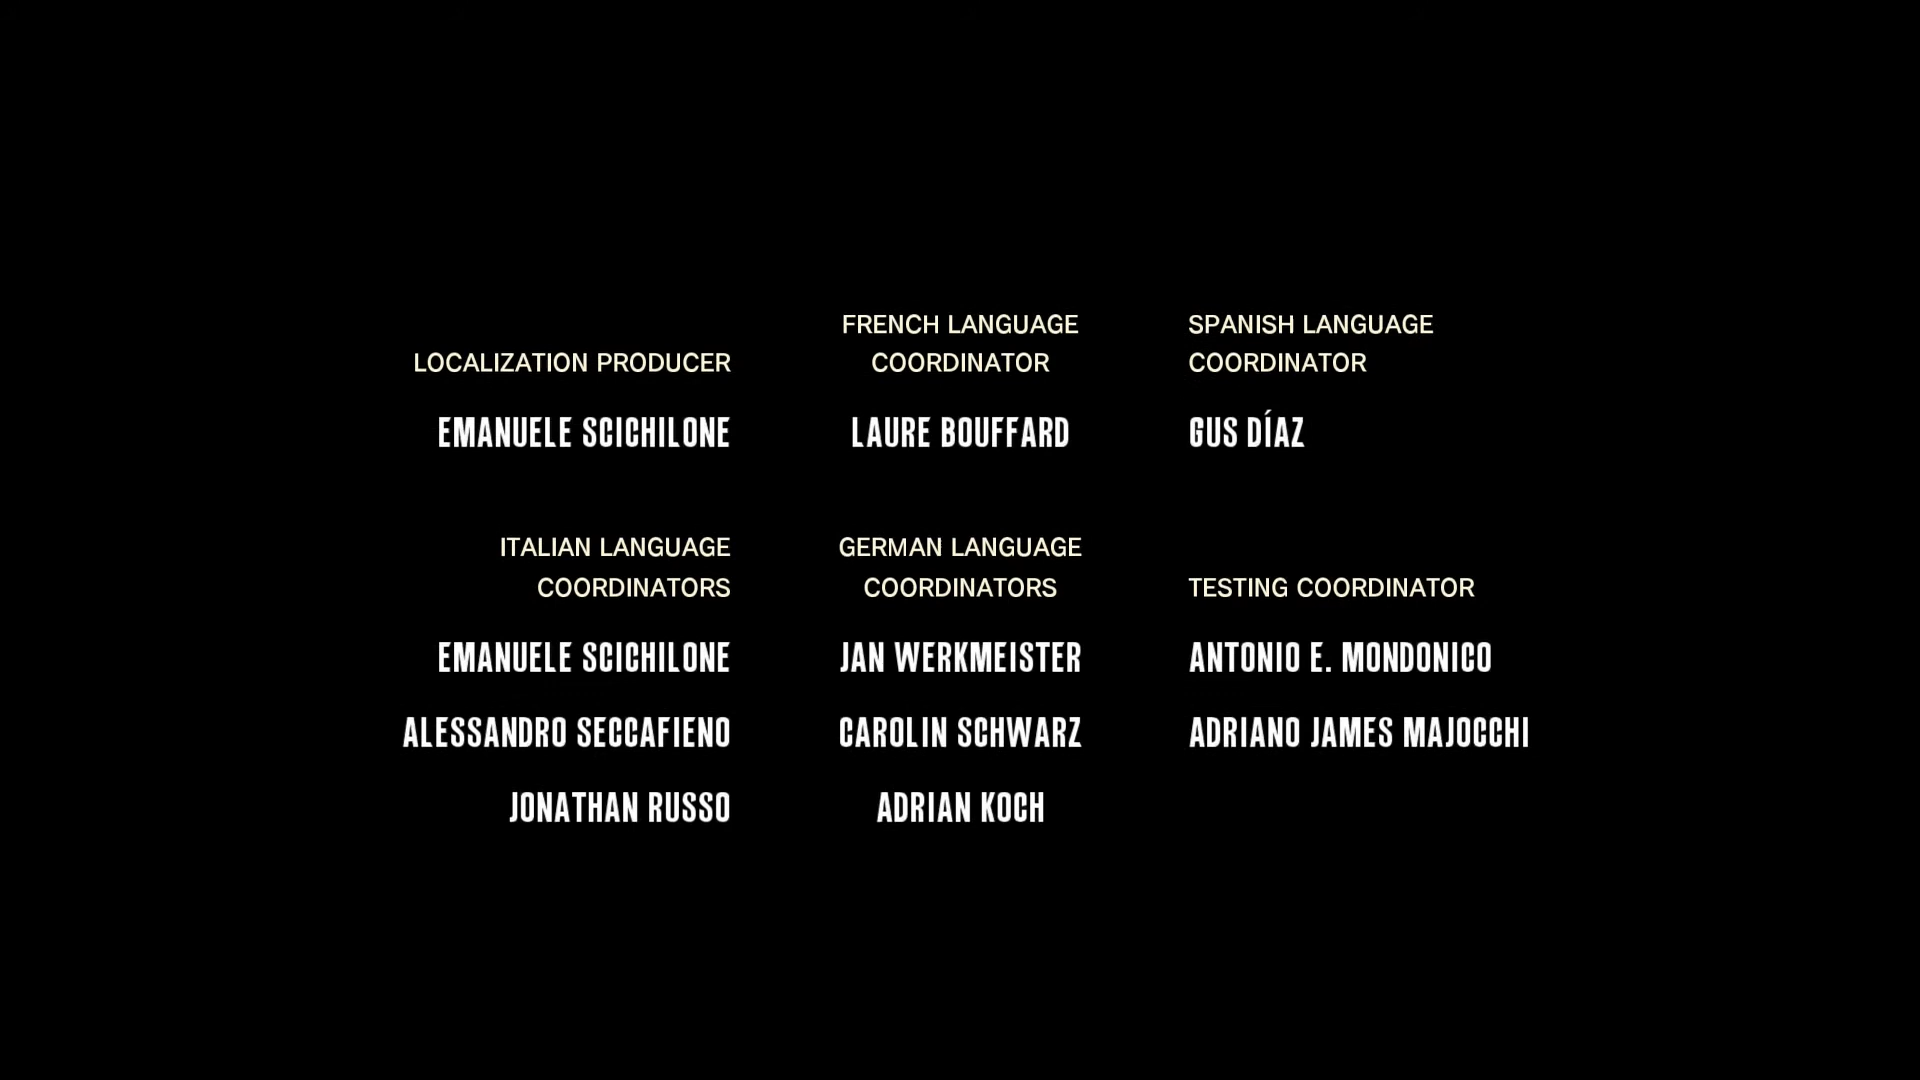 LOCALIZATION PRODUCER
EMANUELE SCICHILONE
FRENCH LANGUAGE
COORDINATOR
LAURE BOUFFARD
SPANISH LANGUAGE
COORDINATOR
GUS DÍAZ
ITALIAN LANGUAGE
COORDINATORS
EMANUELE SCICHILONE
ALESSANDRO SECCAFIENO
JONATHAN RUSSO
GERMAN LANGUAGE
COORDINATORS
JAN WERKMEISTER
CAROLIN SCHWARZ
ADRIAN KOCH
TESTING COORDINATOR
ANTONIO E. MONDONICO
ADRIANO JAMES MAJOCCHI